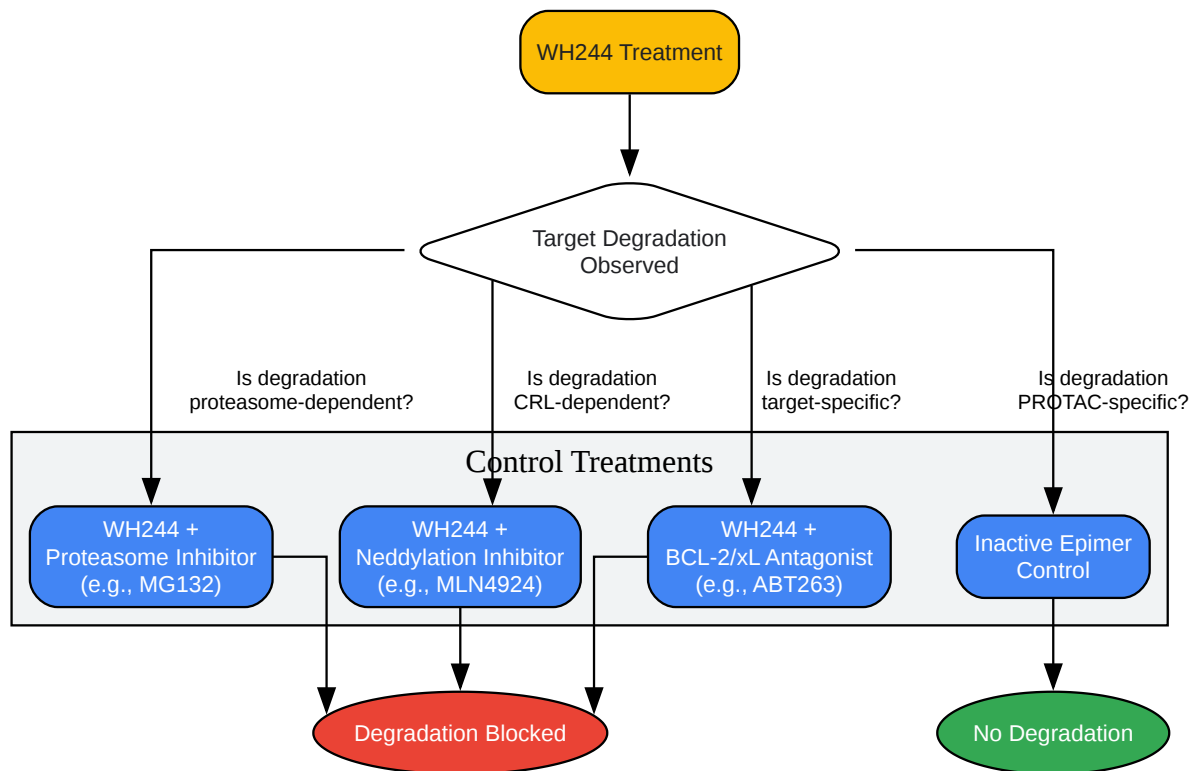 WH244 Treatment
Target Degradation
Observed
Is degradation
proteasome-dependent?
Is degradation
CRL-dependent?
Is degradation
target-specific?
Is degradation
PROTAC-specific?
Control Treatments
WH244 +
Proteasome Inhibitor
(e.g., MG132)
WH244 +
Neddylation Inhibitor
(e.g., MLN4924)
WH244 +
BCL-2/xL Antagonist
(e.g., ABT263)
Inactive Epimer
Control
Degradation Blocked
No Degradation